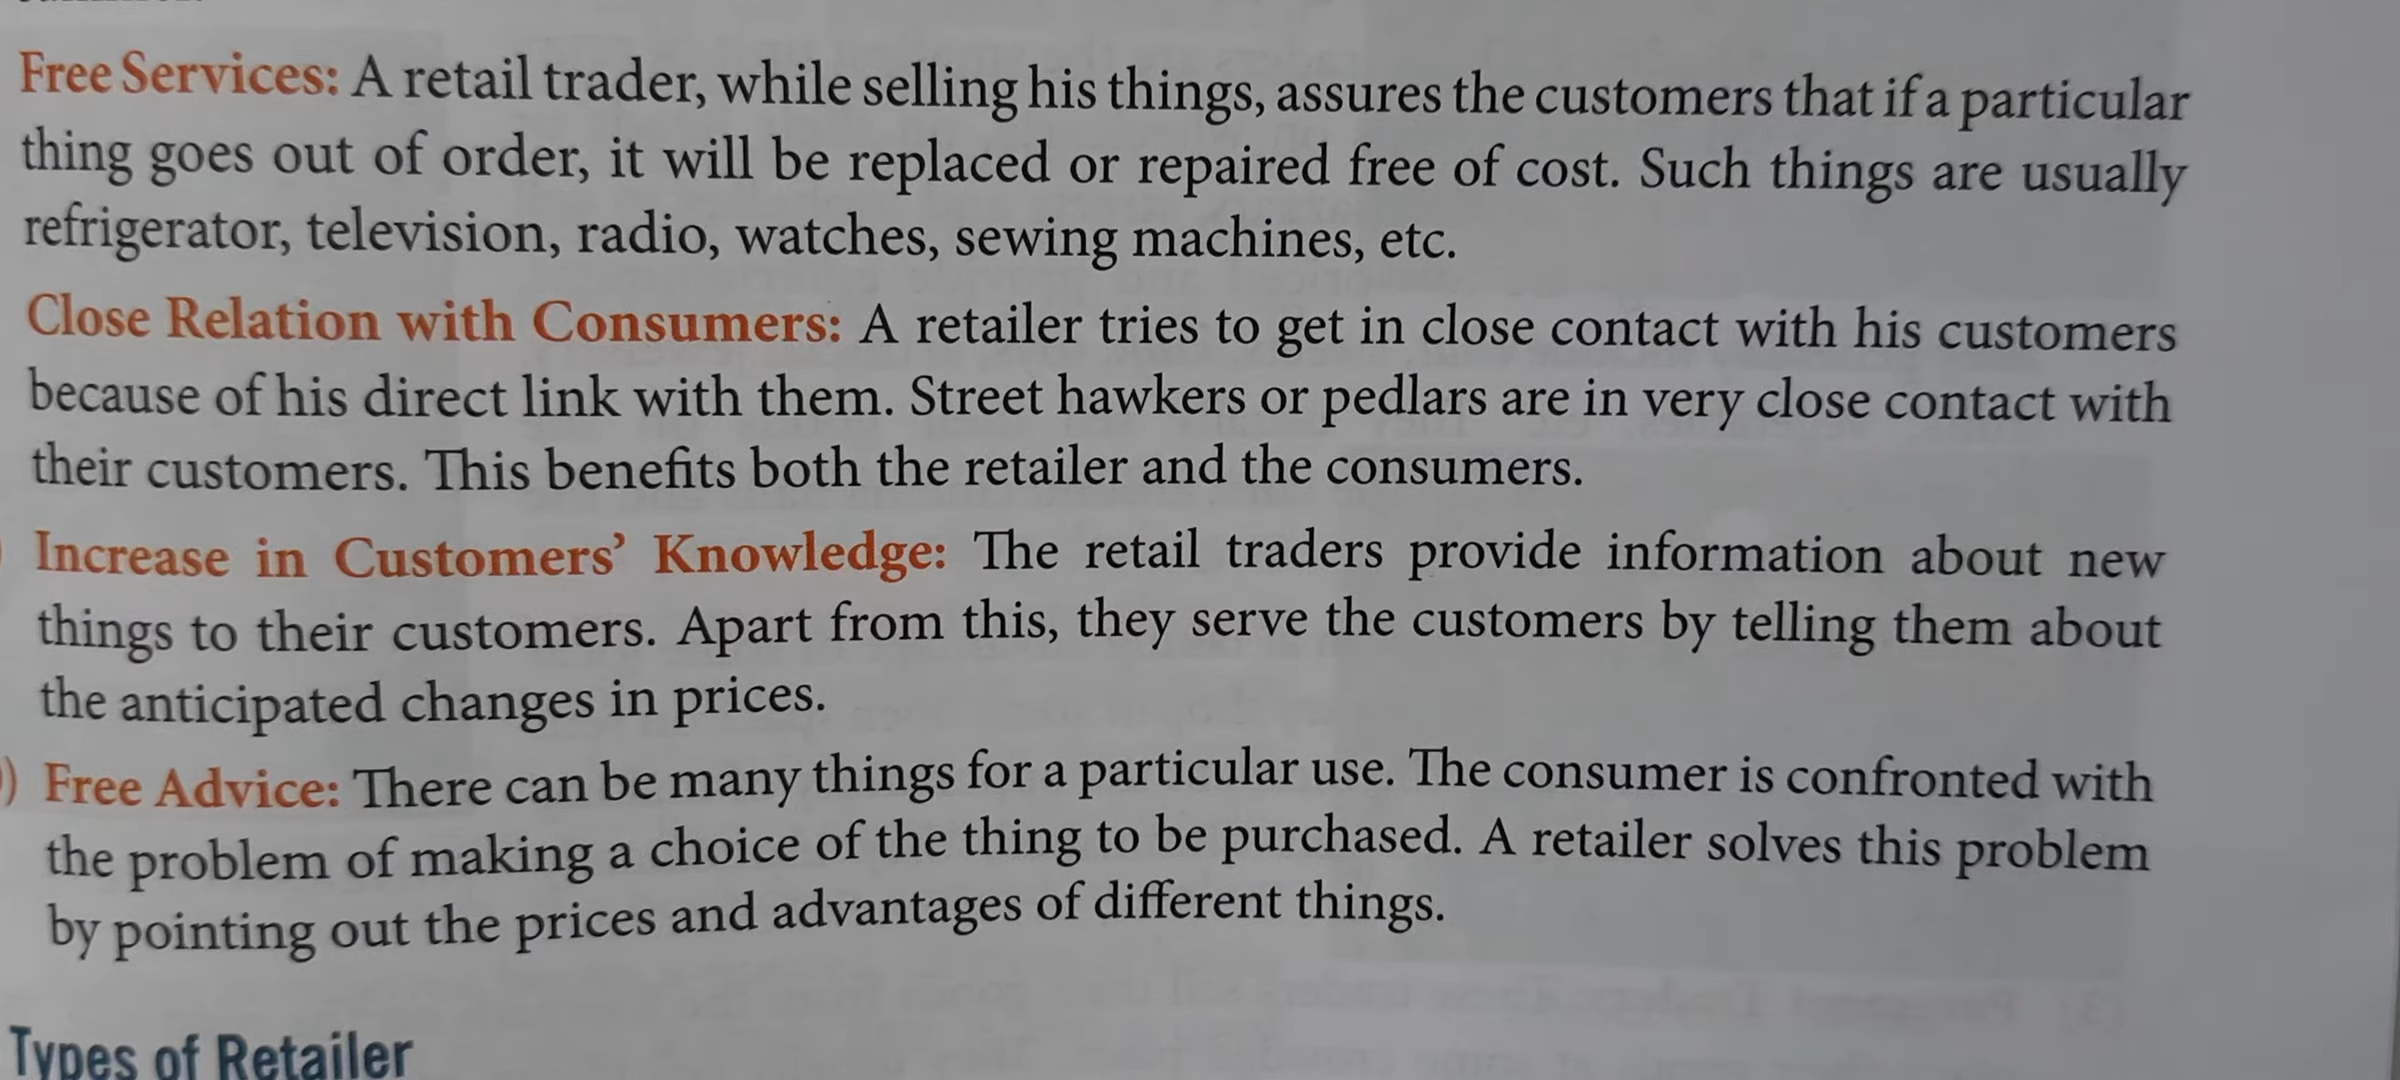 Free Services: A retail trader, while selling his things, assures the customers that if a particular
thing goes out of order, it will be replaced or repaired free of cost. Such things are usually
refrigerator, television, radio, watches, sewing machines, etc.
Close Relation with Consumers: A retailer tries to get in close contact with his customers
because of his direct link with them. Street hawkers or pedlars are in very close contact with
their customers. This benefits both the retailer and the consumers.
Increase in Customers’ Knowledge: The retail traders provide information about new
things to their customers. Apart from this, they serve the customers by telling them about
the anticipated changes in prices.
) Free Advice: There can be many things for a particular use. The consumer is confronted with
the problem of making a choice of the thing to be purchased. A retailer solves this problem
by pointing out the prices and advantages of different things.
Types of Retailer